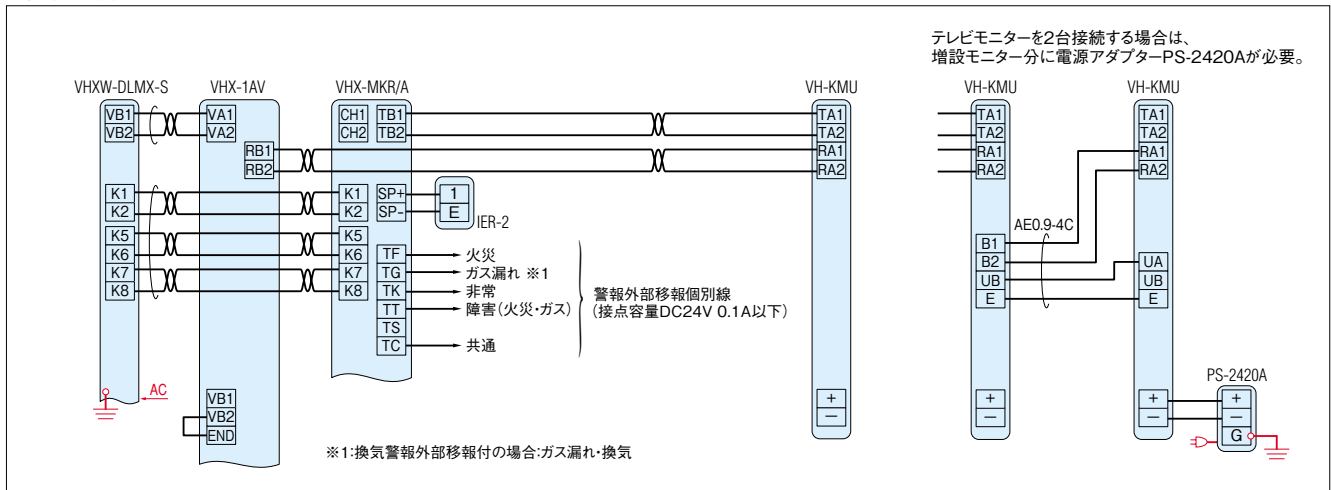 テレビモニターを2台接続する場合は、
増設モニター分に電源アダプターPS-2420Aが必要。
VHXW-DLMX-S
VHX-1AV
VHX-MKR/A
VH-KMU
VH-KMU
VH-KMU
VB1 VA1 CH1 TB1 TA1 TA1 TA1
VB2 VA2 CH2 TB2 TA2 TA2 TA2
RB1 RA1 RA1 RA1
RB2 RA2 RA2 RA2
K1 K1 SP+ 1
K2 K2 SP- E
IER-2
AE0.9-4C
K5 K5
K6 K6 TF 火災
K7 K7 TG ガス漏れ ※1
K8 K8 TK 非常
TT 障害(火災・ガス)
TS
TC 共通
警報外部移報個別線
(接点容量DC24V 0.1A以下)
B1
B2 UA
UB UB
E E
AC
VB1
VB2
END
+ + + +
− − − −
PS-2420A
G
※1:換気警報外部移報付の場合:ガス漏れ・換気